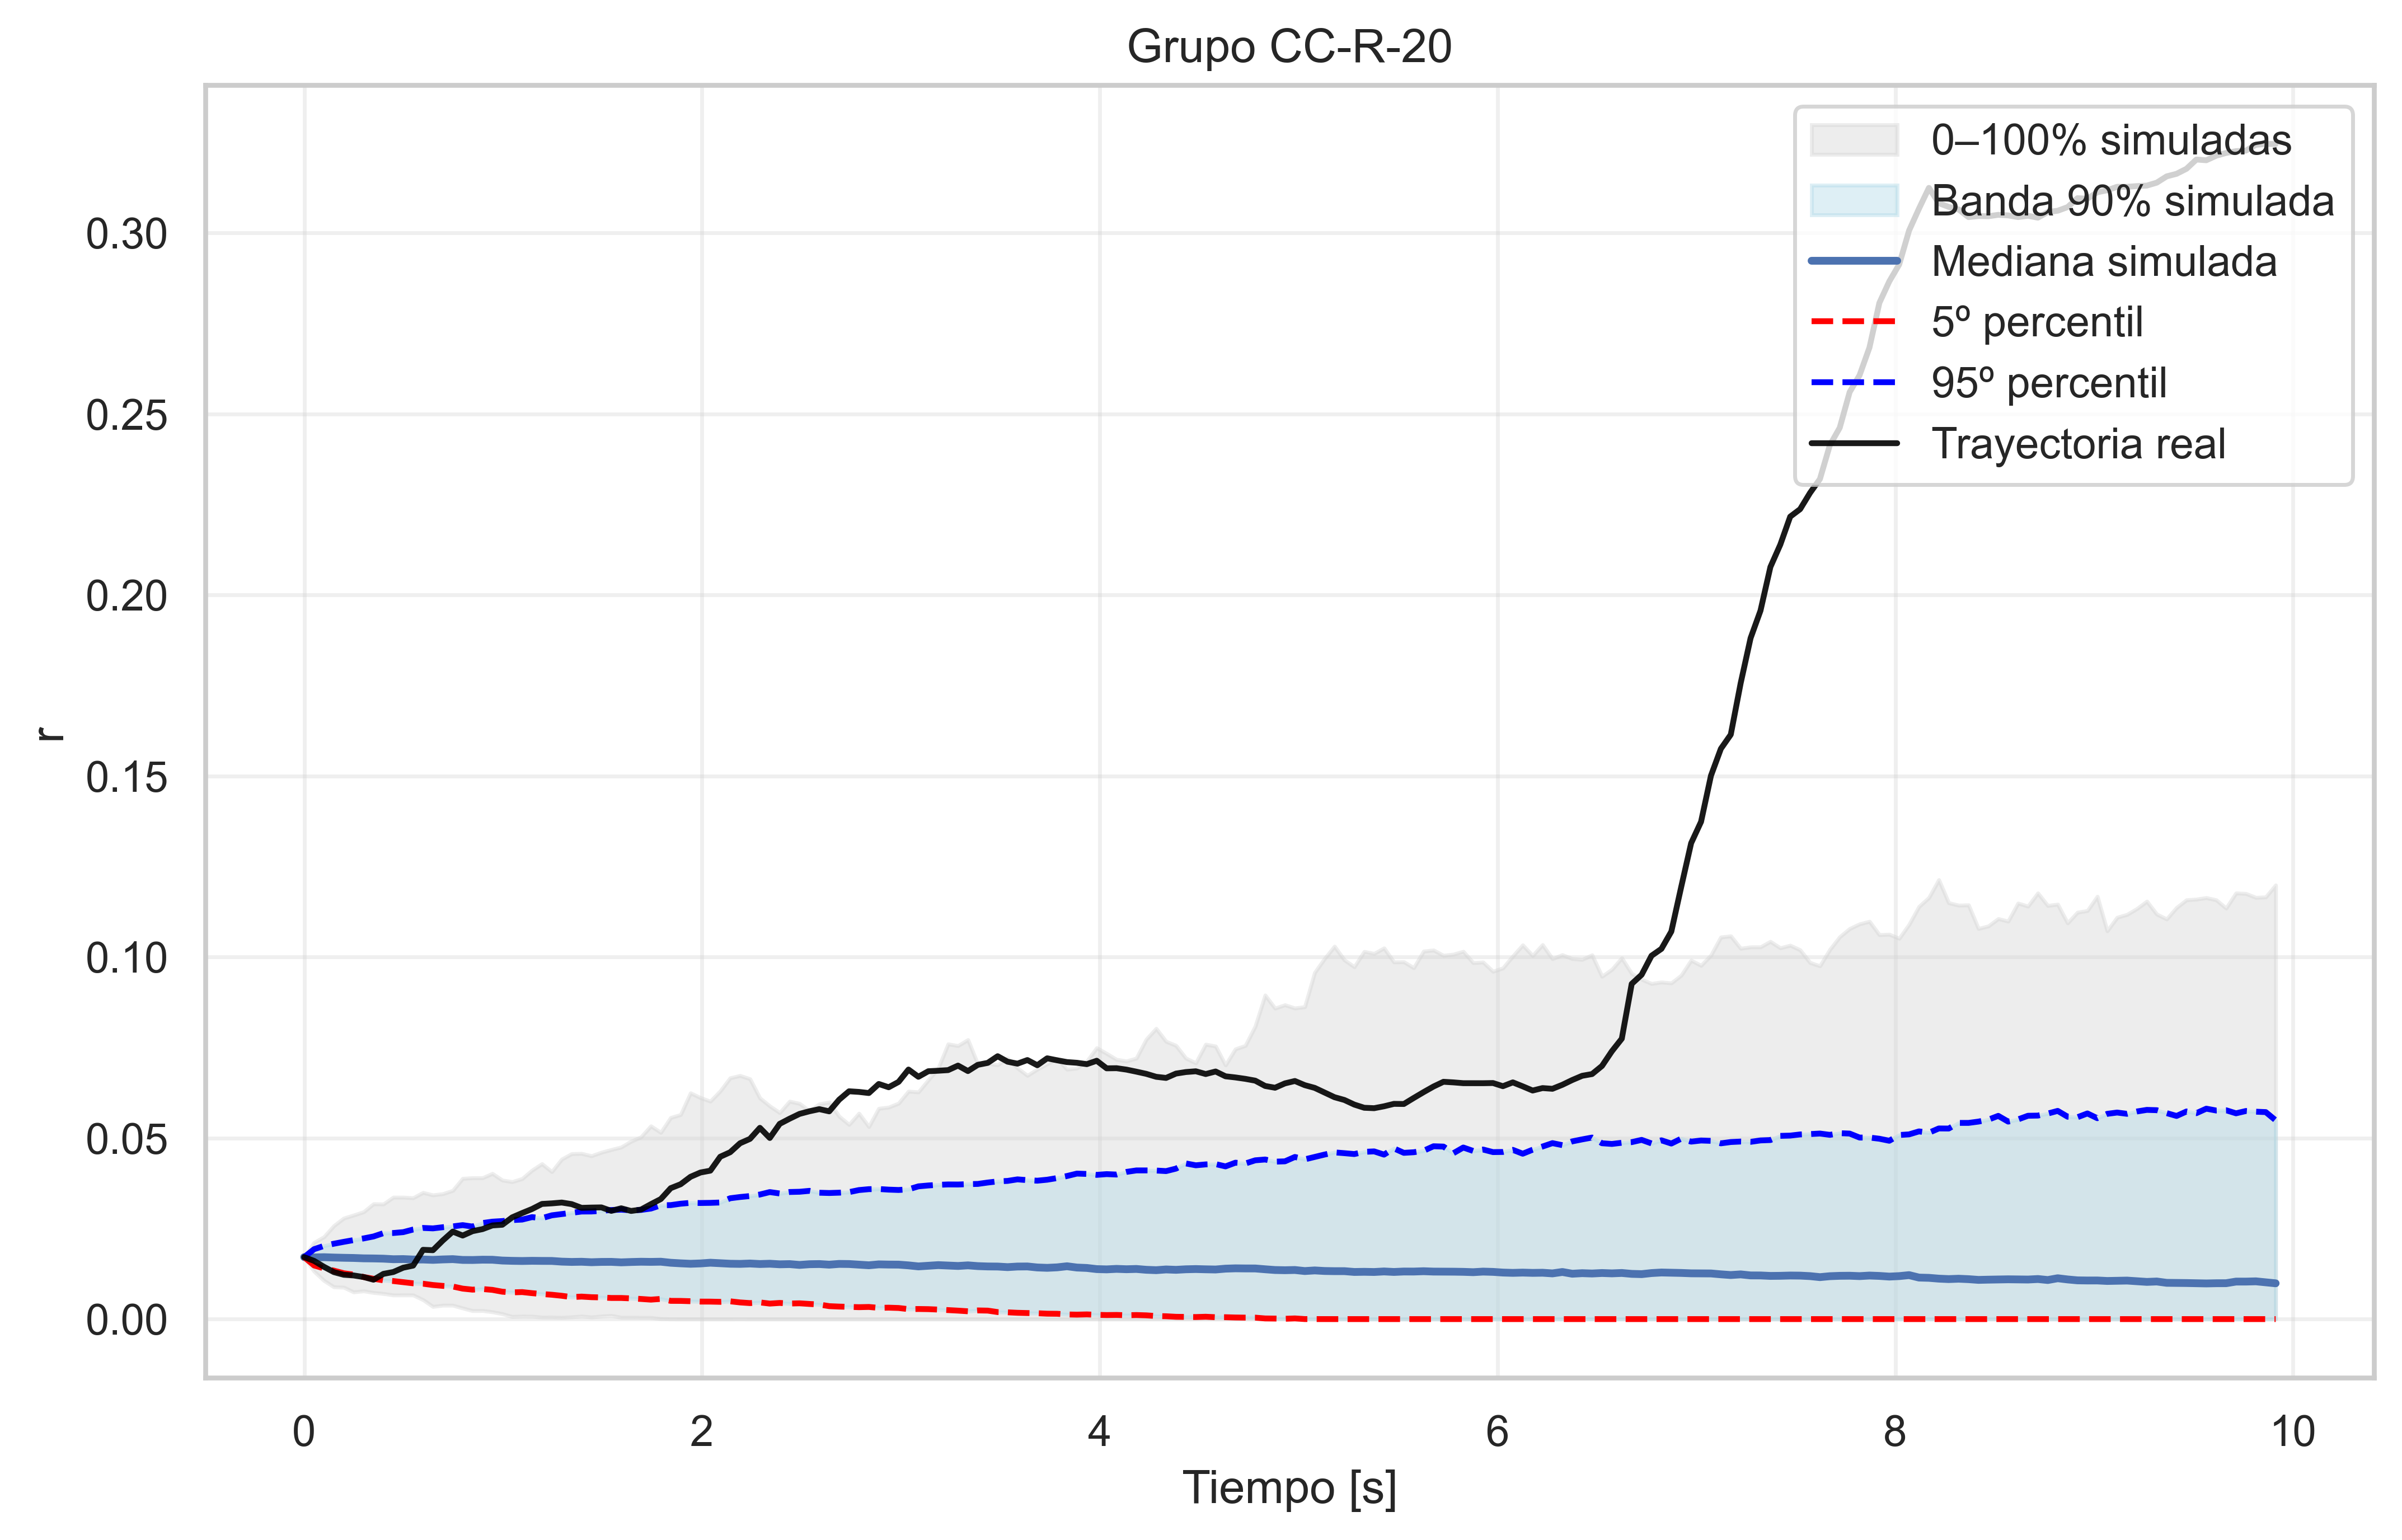 Grupo CC-R-20
0–100% simuladas
Banda 90% simulada
Mediana simulada
5º percentil
95º percentil
Trayectoria real
r
0.30
0.25
0.20
0.15
0.10
0.05
0.00
0 2 4 6 8 10
Tiempo [s]